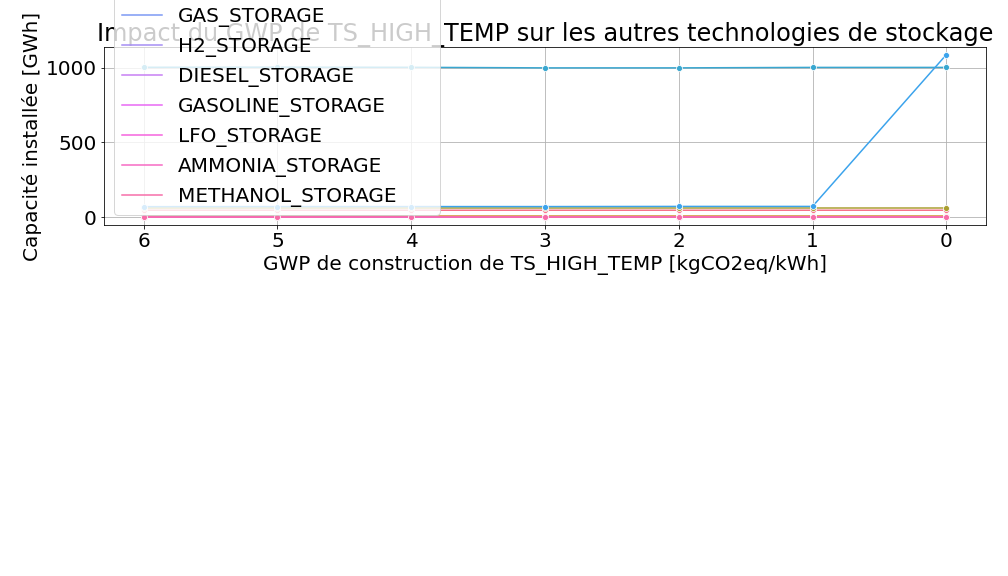 GAS_STORAGE
Impact du GWP de TS_HIGH_TEMP sur les autres technologies de stockage
H2_STORAGE
DIESEL_STORAGE
GASOLINE_STORAGE
LFO_STORAGE
AMMONIA_STORAGE
METHANOL_STORAGE
Capacité installée [GWh]
1000
500
0
6 5 4 3 2 1 0
GWP de construction de TS_HIGH_TEMP [kgCO2eq/kWh]